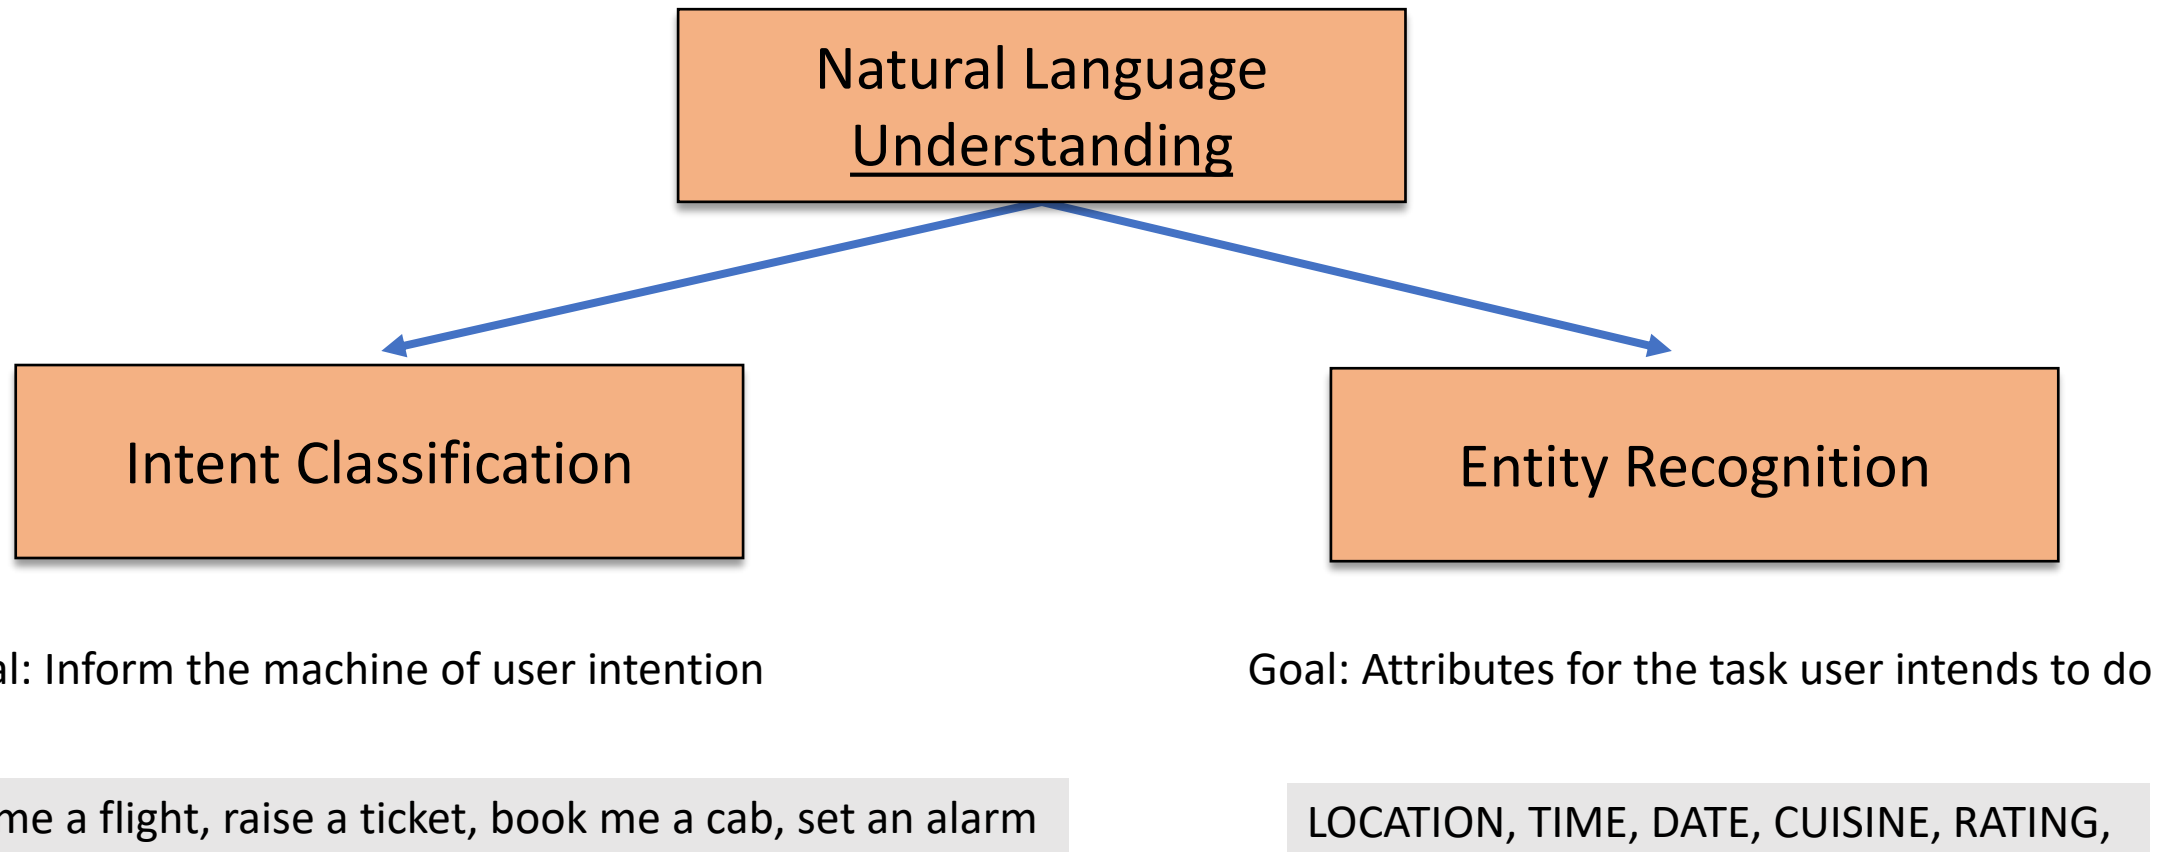 Natural Language
Understanding
Intent Classification
Entity Recognition
: Inform the machine of user intention
Goal: Attributes for the task user intends to do
me a flight, raise a ticket, book me a cab, set an alarm
LOCATION, TIME, DATE, CUISINE, RATING,